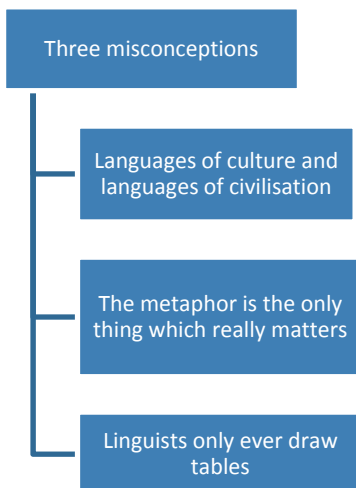 Three misconceptions
Languages of culture and
languages of civilisation
The metaphor is the only
thing which really matters
Linguists only ever draw
tables